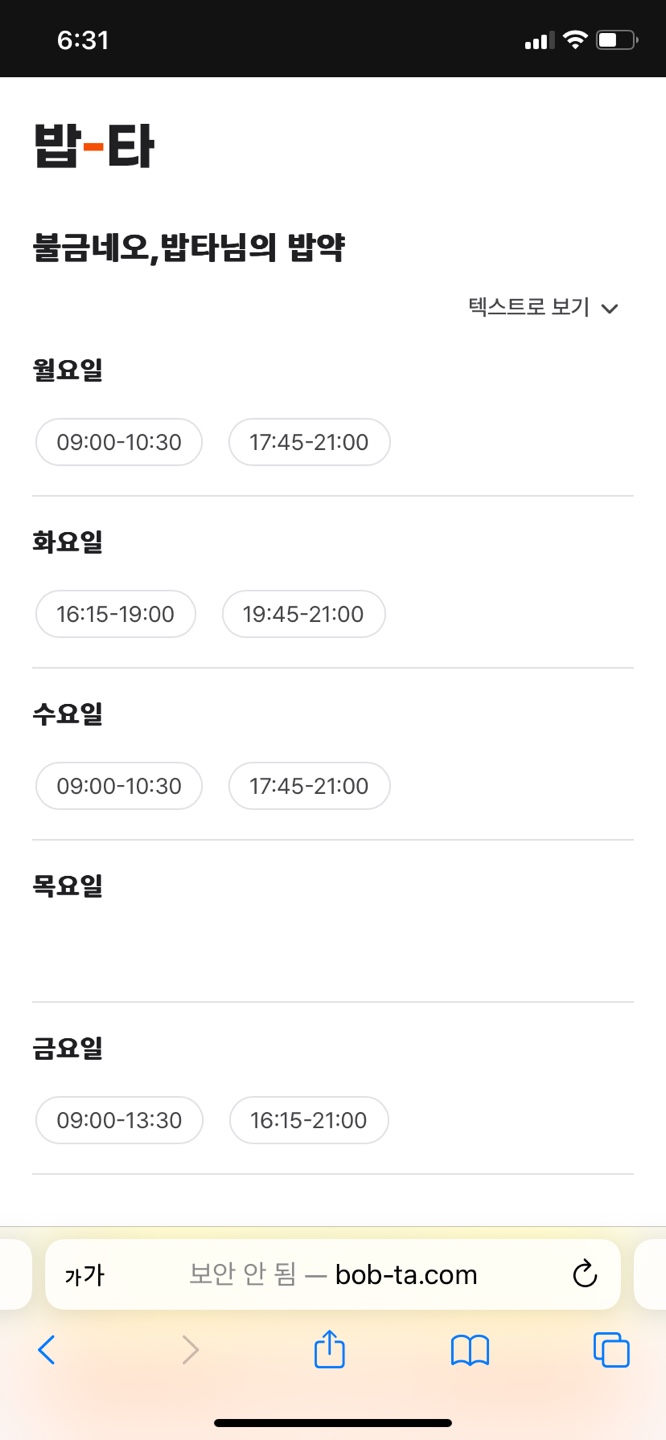 6:31
밥-타
불금네오,밥타님의 밥약
텍스트로 보기
월요일
09:00-10:30 17:45-21:00
화요일
16:15-19:00 19:45-21:00
수요일
09:00-10:30 17:45-21:00
목요일
금요일
09:00-13:30 16:15-21:00
가가 보안 안 됨 — bob-ta.com